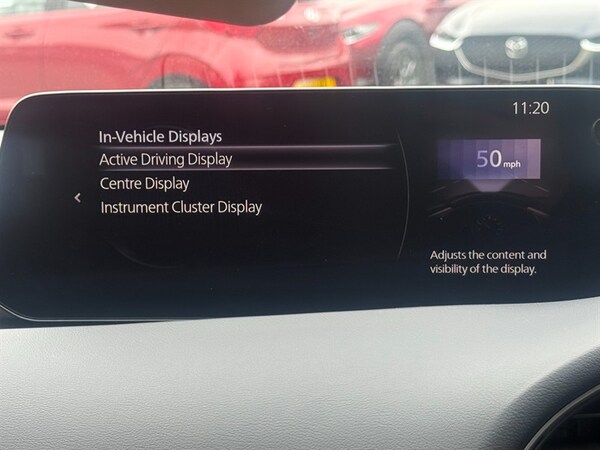 11:20
In-Vehicle Displays
Active Driving Display
Centre Display
Instrument Cluster Display
50 mph
Adjusts the content and
visibility of the display.